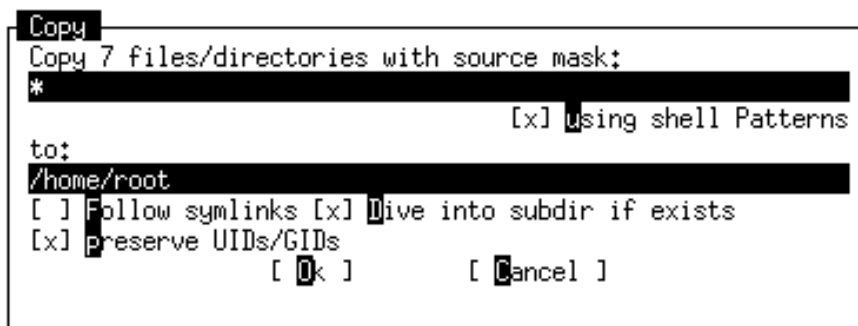 Copy
Copy 7 files/directories with source mask:
*
[x] using shell Patterns
to:
/home/root
[ ] Follow symlinks [x] Dive into subdir if exists
[x] preserve UIDs/GIDs
[ Ok ] [ Cancel ]